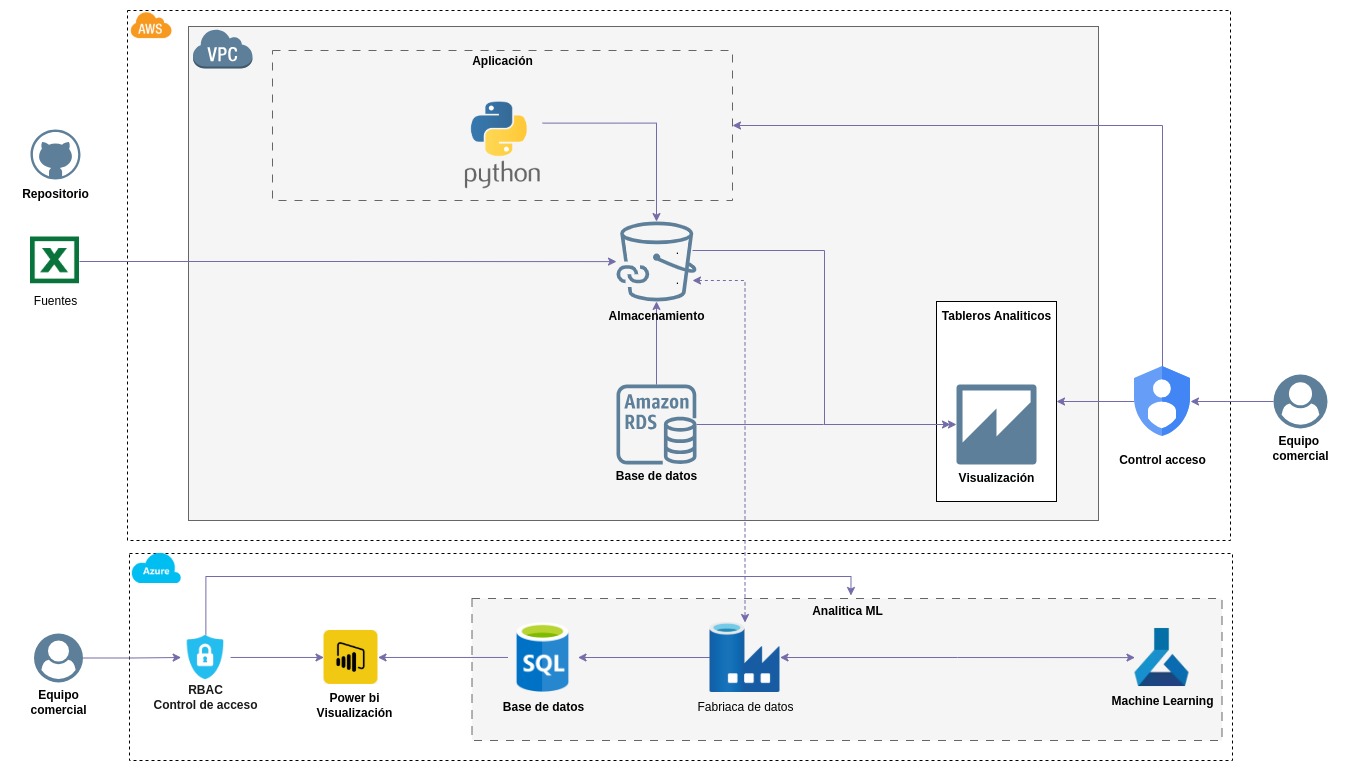 AWS
VPC
Aplicación
python
Repositorio
Fuentes
Almacenamiento
Tableros Analiticos
Amazon
RDS
Base de datos
Visualización
Control acceso
Equipo
comercial
Azure
Analitica ML
SQL
Equipo
comercial
RBAC
Control de acceso
Power bi
Visualización
Base de datos
Fabriaca de datos
Machine Learning